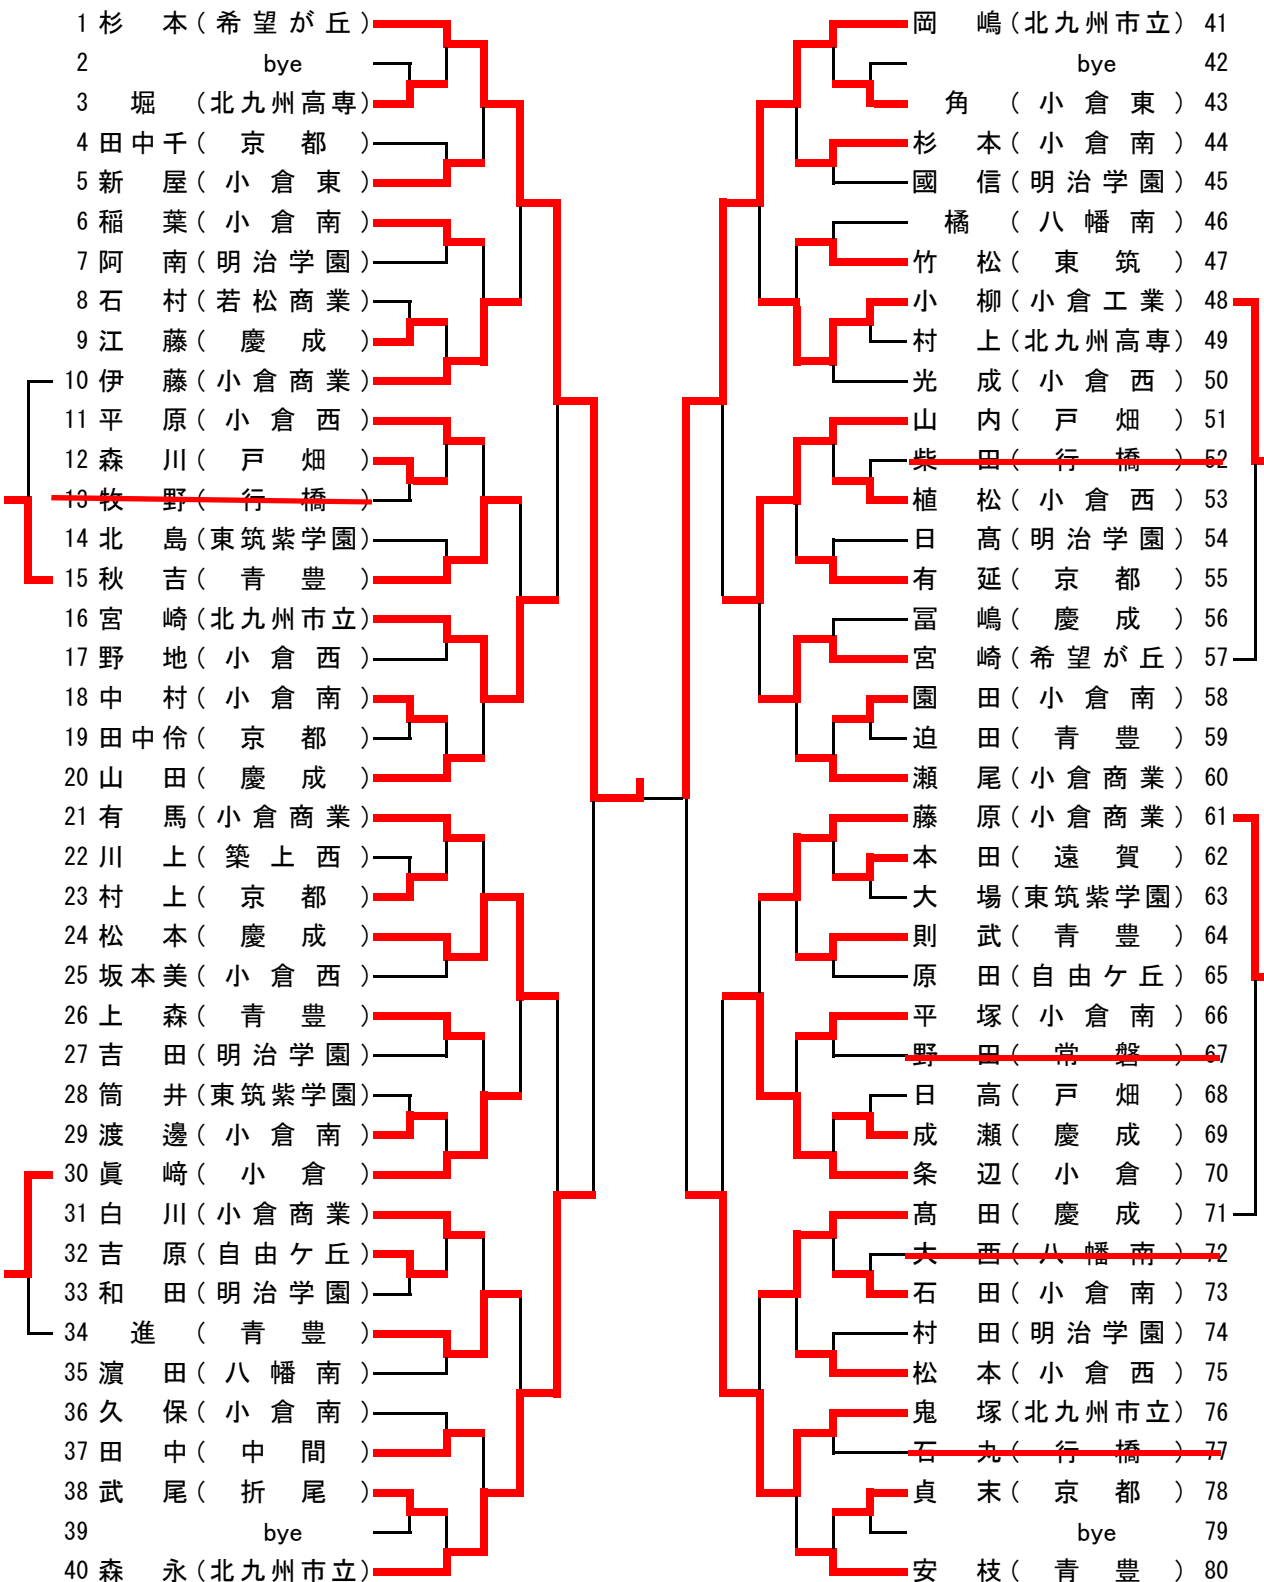 1 杉 本(希望が丘)
2 bye
3 堀 (北九州高専)
4 田中千(京 都)
5 新 屋(小倉東)
6 稲 葉(小倉南)
7 阿 南(明治学園)
8 石 村(若松商業)
9 江 藤(慶 成)
10 伊 藤(小倉商業)
11 平 原(小倉西)
12 森 川(戸 畑)
13 牧 野(行 橋)
14 北 島(東筑紫学園)
15 秋 吉(青 豊)
16 宮 崎(北九州市立)
17 野 地(小倉西)
18 中 村(小倉南)
19 田中伶(京 都)
20 山 田(慶 成)
21 有 馬(小倉商業)
22 川 上(築上西)
23 村 上(京 都)
24 松 本(慶 成)
25 坂本美(小倉西)
26 上 森(青 豊)
27 吉 田(明治学園)
28 筒 井(東筑紫学園)
29 渡 邊(小倉南)
30 眞 﨑(小 倉)
31 白 川(小倉商業)
32 吉 原(自由ケ丘)
33 和 田(明治学園)
34 進 (青 豊)
35 濵 田(八幡南)
36 久 保(小倉南)
37 田 中(中 間)
38 武 尾(折 尾)
39 bye
40 森 永(北九州市立)
岡 嶋(北九州市立) 41
bye 42
角 (小倉東) 43
杉 本(小倉南) 44
國 信(明治学園) 45
橘 (八幡南) 46
竹 松(東 筑) 47
小 柳(小倉工業) 48
村 上(北九州高専) 49
光 成(小倉西) 50
山 内(戸 畑) 51
柴 田(行 橋) 52
植 松(小倉西) 53
日 髙(明治学園) 54
有 延(京 都) 55
冨 嶋(慶 成) 56
宮 崎(希望が丘) 57
園 田(小倉南) 58
迫 田(青 豊) 59
瀬 尾(小倉商業) 60
藤 原(小倉商業) 61
本 田(遠 賀) 62
大 場(東筑紫学園) 63
則 武(青 豊) 64
原 田(自由ケ丘) 65
平 塚(小倉南) 66
野 田(常 磐) 67
日 高(戸 畑) 68
成 瀬(慶 成) 69
条 辺(小 倉) 70
髙 田(慶 成) 71
大 西(八幡南) 72
石 田(小倉南) 73
村 田(明治学園) 74
松 本(小倉西) 75
鬼 塚(北九州市立) 76
石 丸(行 橋) 77
貞 末(京 都) 78
bye 79
安 枝(青 豊) 80